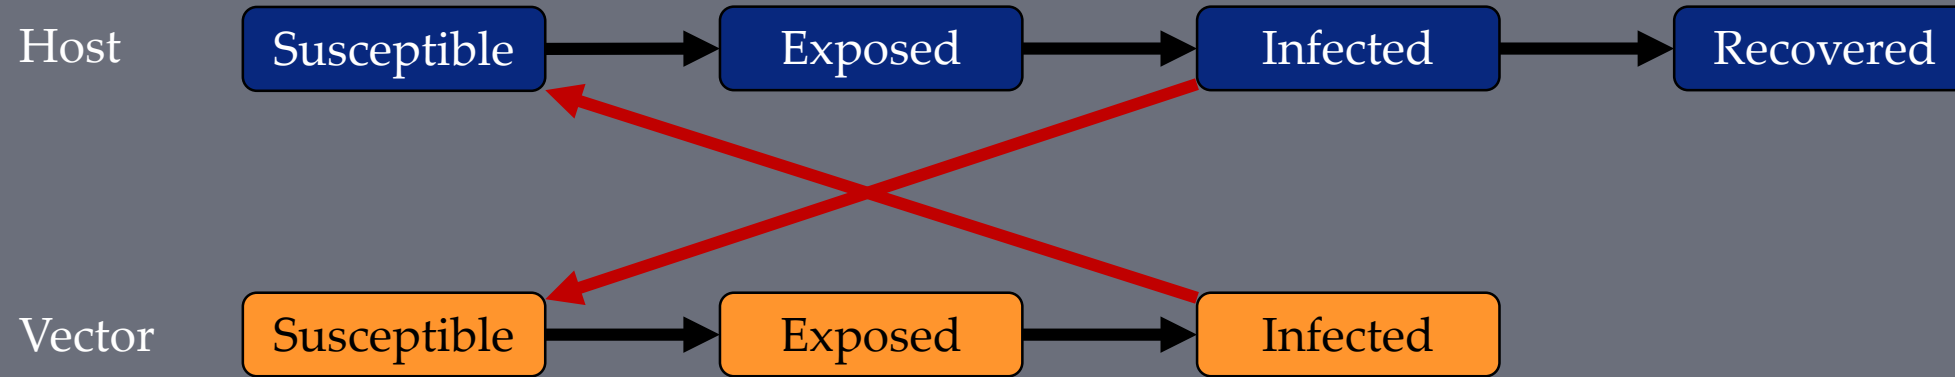 Host Susceptible Exposed Infected Recovered
Vector Susceptible Exposed Infected